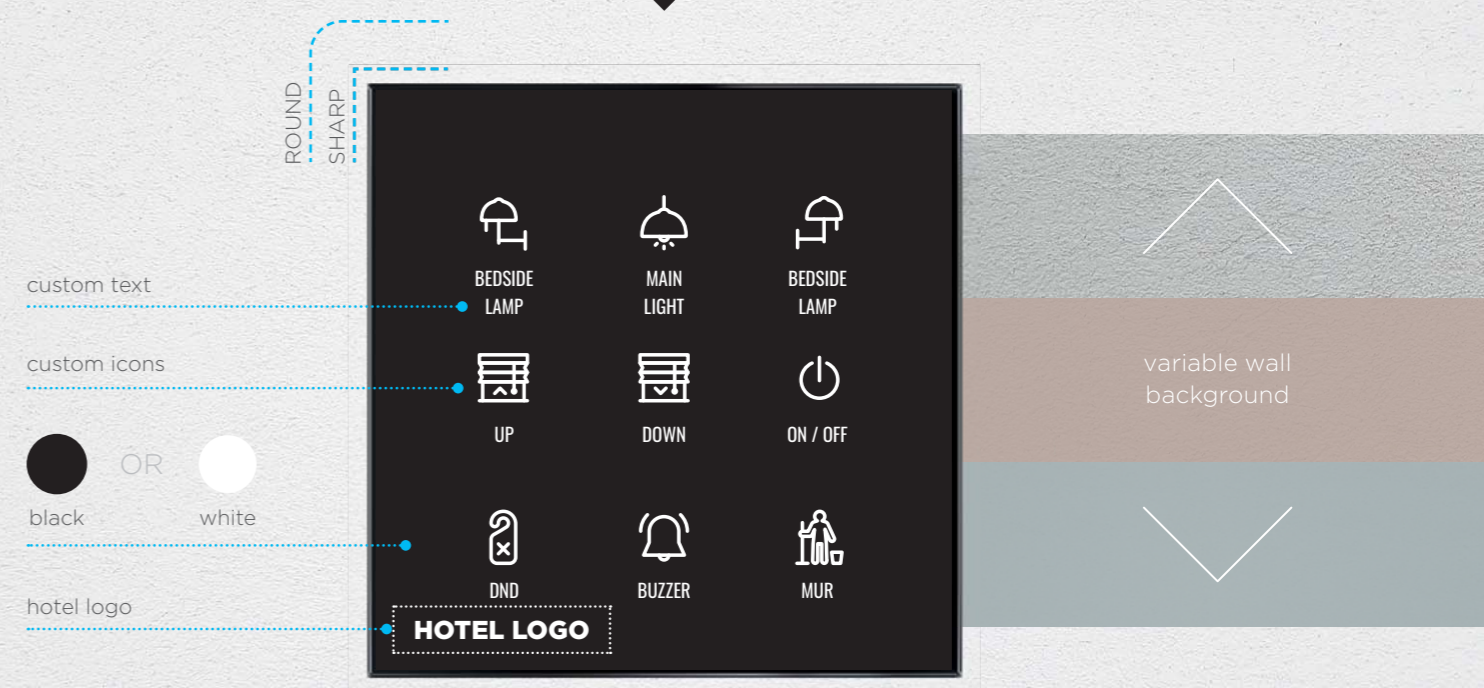 ROUND
SHARP
custom text
custom icons
OR
black
white
hotel logo
BEDSIDE
LAMP
MAIN
LIGHT
BEDSIDE
LAMP
UP
DOWN
ON / OFF
DND
BUZZER
MUR
HOTEL LOGO
variable wall
background